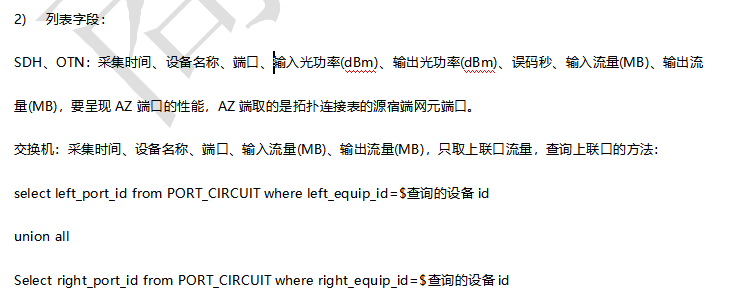 2) 列表字段：
SDH、OTN：采集时间、设备名称、端口、输入光功率(dBm)、输出光功率(dBm)、误码秒、输入流量(MB)、输出流
量(MB)，要呈现 AZ 端口的性能，AZ 端取的是拓扑连接表的源宿端网元端口。
交换机：采集时间、设备名称、端口、输入流量(MB)、输出流量(MB)，只取上联口流量，查询上联口的方法：
select left_port_id from PORT_CIRCUIT where left_equip_id=$查询的设备 id
union all
Select right_port_id from PORT_CIRCUIT where right_equip_id=$查询的设备 id